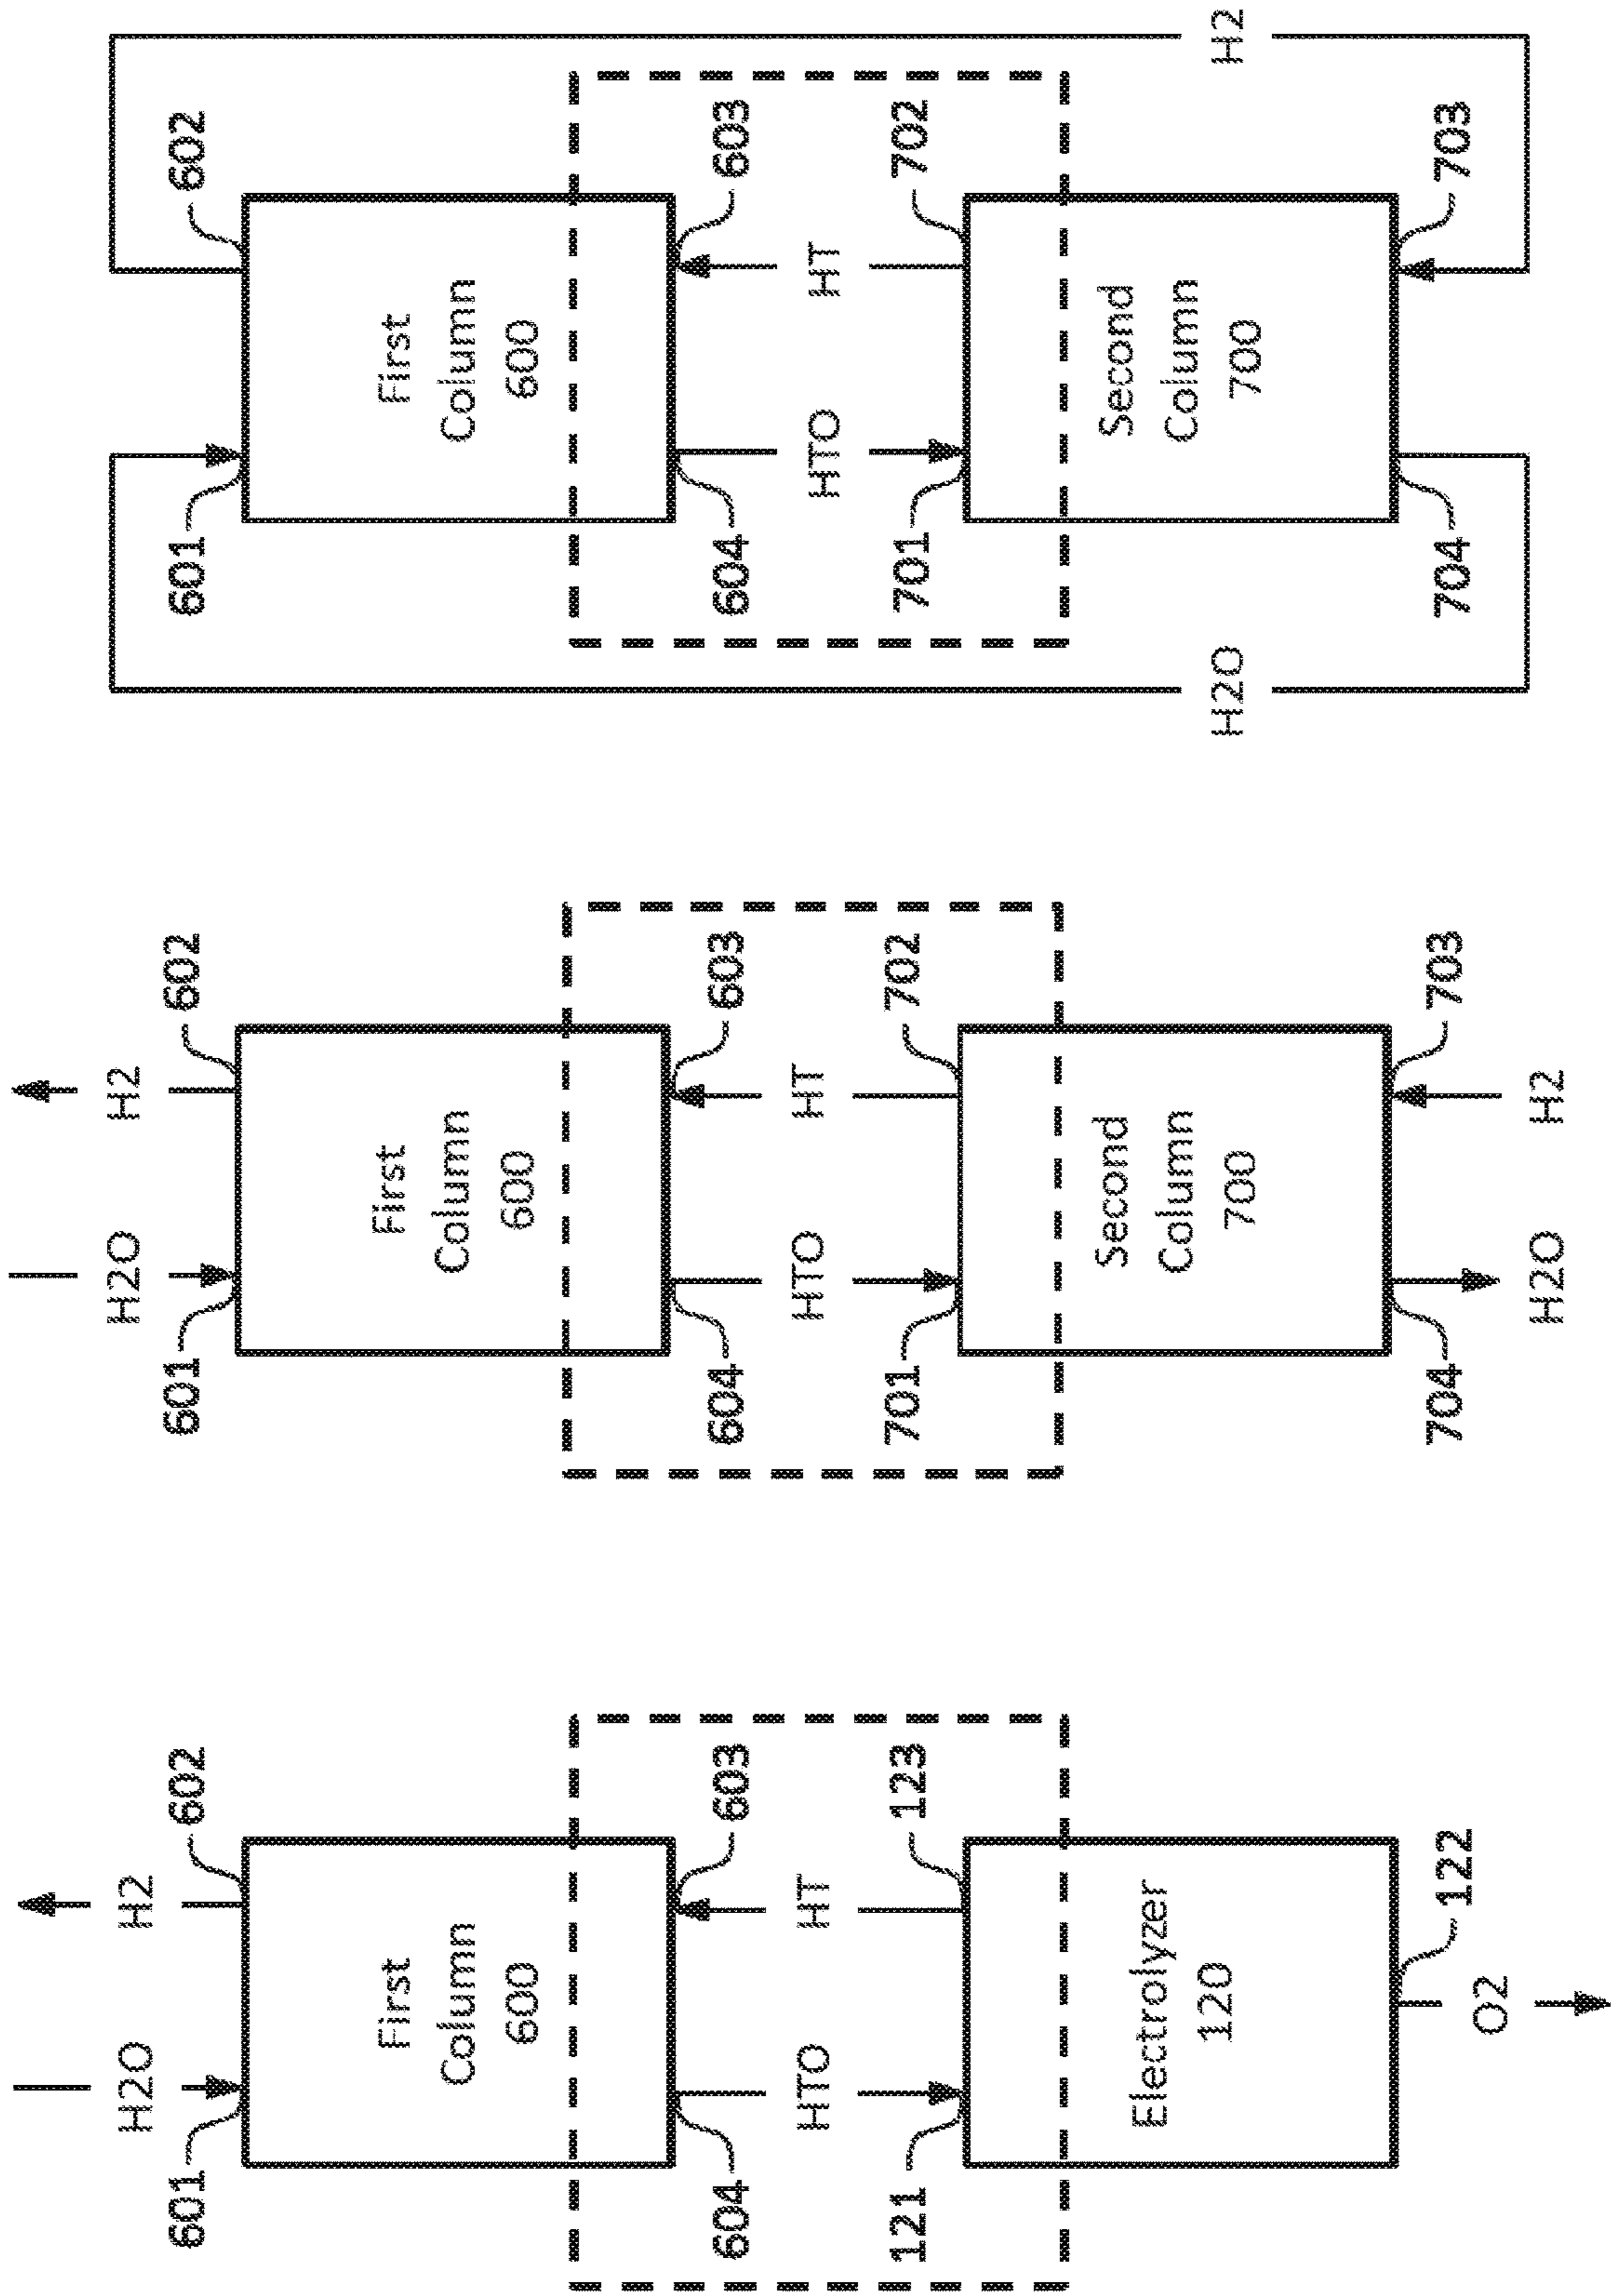 H2O
H2
601
602
First
Column
600
604
603
HTO
HT
121
123
Electrolyzer
120
122
O2
H2O
H2
601
602
First
Column
600
604
603
HTO
HT
701
702
Second
Column
700
704
703
H2O
H2
601
602
First
Column
600
604
603
HTO
HT
701
702
Second
Column
700
H2O
H2
704
703